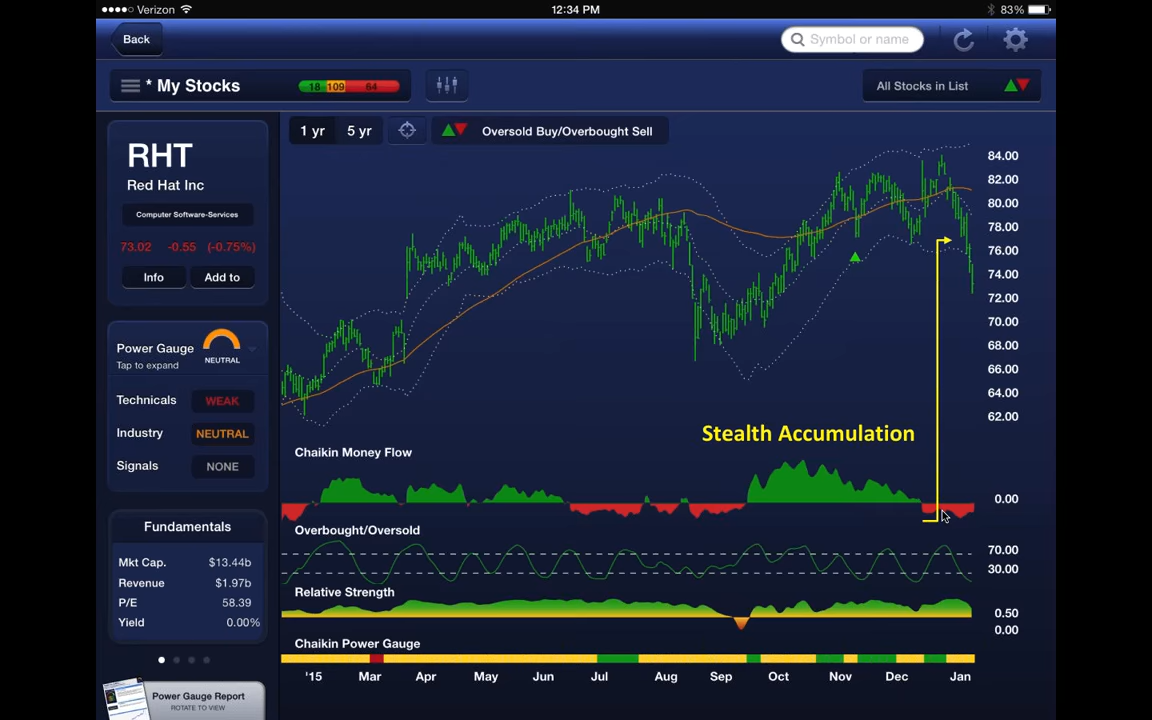 Verizon 12:34 PM 83%
Back Symbol or name
* My Stocks 18 109 64 All Stocks in List
1 yr 5 yr Oversold Buy/Overbought Sell
RHT
Red Hat Inc
Computer Software-Services
73.02 -0.55 (-0.75%)
Info Add to
Power Gauge
Tap to expand
NEUTRAL
Technicals WEAK
Industry NEUTRAL
Signals NONE
Fundamentals
Mkt Cap. $13.44b
Revenue $1.97b
P/E 58.39
Yield 0.00%
Power Gauge Report
ROTATE TO VIEW
84.00
82.00
80.00
78.00
76.00
74.00
72.00
70.00
68.00
66.00
64.00
62.00
Stealth Accumulation
Chaikin Money Flow
0.00
Overbought/Oversold
70.00
30.00
Relative Strength
0.50
0.00
Chaikin Power Gauge
'15 Mar Apr May Jun Jul Aug Sep Oct Nov Dec Jan